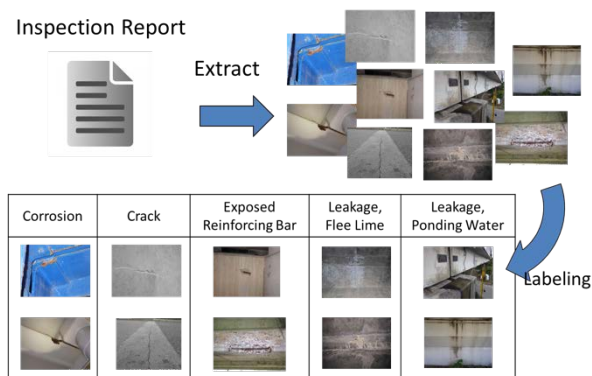 Inspection Report
Extract
Corrosion
Crack
Exposed
Reinforcing Bar
Leakage,
Flee Lime
Leakage,
Ponding Water
Labeling